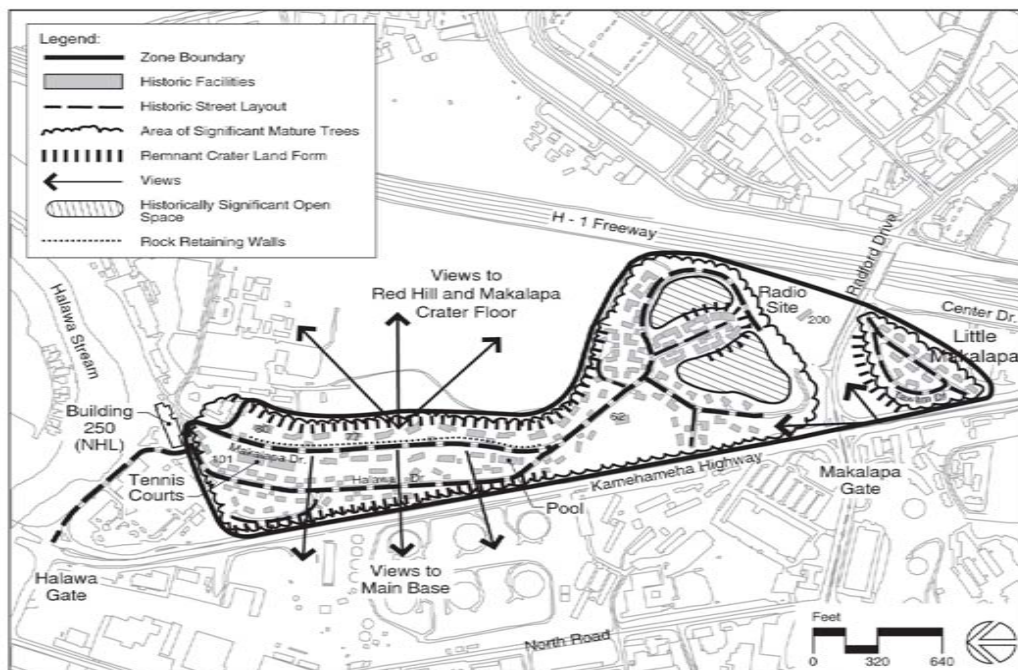 Legend:
Zone Boundary
Historic Facilities
Historic Street Layout
Area of Significant Mature Trees
Remnant Crater Land Form
Views
Historically Significant Open
Space
Rock Retaining Walls
H - 1 Freeway
Radford Drive
Views to
Red Hill and Makalapa
Crater Floor
Radio
Site
200
Center Dr.
Little
Makalapa
Halawa Stream
Building
250
(NHL)
77
62
Makalapa Dr.
101
Halawa Dr.
Tennis
Courts
Kamehameha Highway
Makalapa
Gate
Pool
Halawa
Gate
Views to
Main Base
North Road
Feet
0 320 640